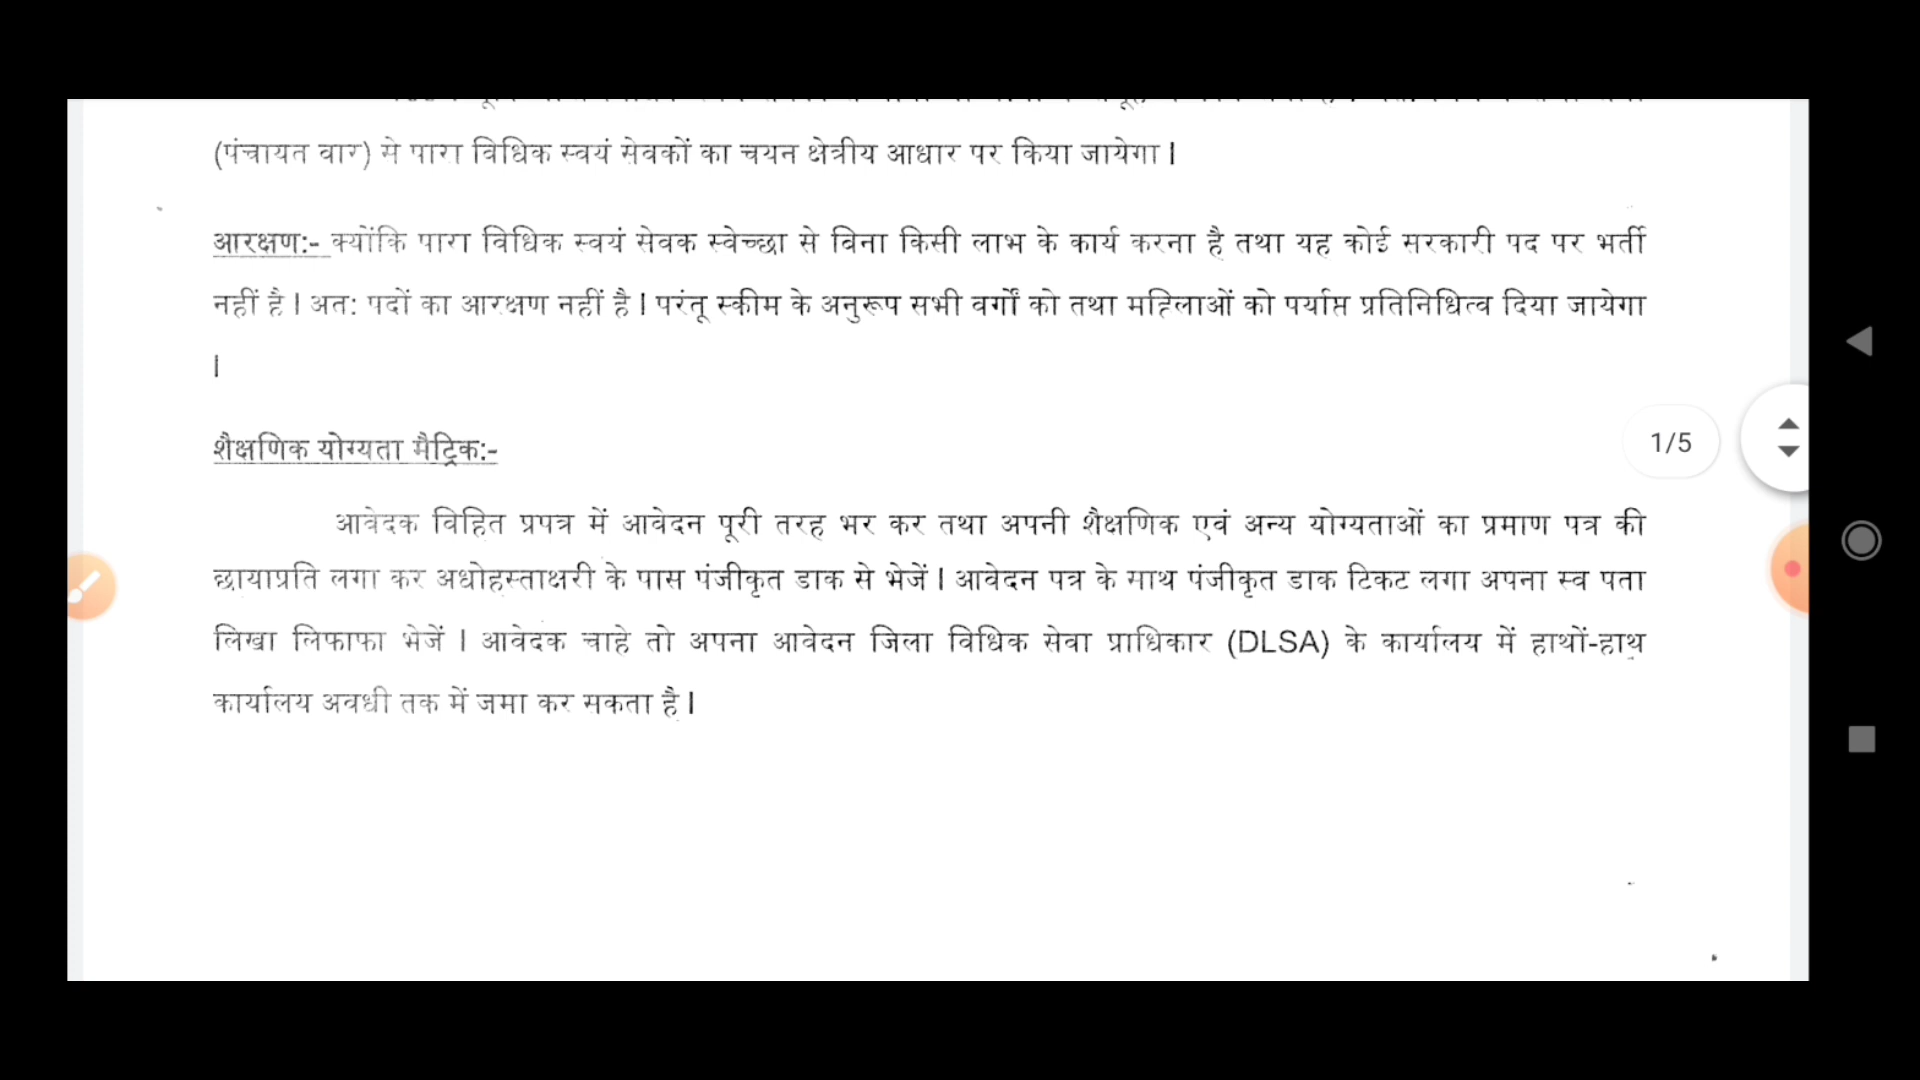 (पंचायत वार) से पारा विधिक स्वयं सेवकों का चयन क्षेत्रीय आधार पर किया जायेगा |
आरक्षण:- क्योंकि पारा विधिक स्वयं सेवक स्वेच्छा से बिना किसी लाभ के कार्य करना है तथा यह कोई सरकारी पद पर भर्ती
नहीं है | अत: पदों का आरक्षण नहीं है | परंतू स्कीम के अनुरूप सभी वर्गों को तथा महिलाओं को पर्याप्त प्रतिनिधित्व दिया जायेगा
|
शैक्षणिक योग्यता मैट्रिक:-
1/5
आवेदक विहित प्रपत्र में आवेदन पूरी तरह भर कर तथा अपनी शैक्षणिक एवं अन्य योग्यताओं का प्रमाण पत्र की
छायाप्रति लगा कर अधोहस्ताक्षरी के पास पंजीकृत डाक से भेजें | आवेदन पत्र के साथ पंजीकृत डाक टिकट लगा अपना स्व पता
लिखा लिफाफा भेजें | आवेदक चाहे तो अपना आवेदन जिला विधिक सेवा प्राधिकार (DLSA) के कार्यालय में हाथों-हाथ
कार्यालय अवधी तक में जमा कर सकता है |